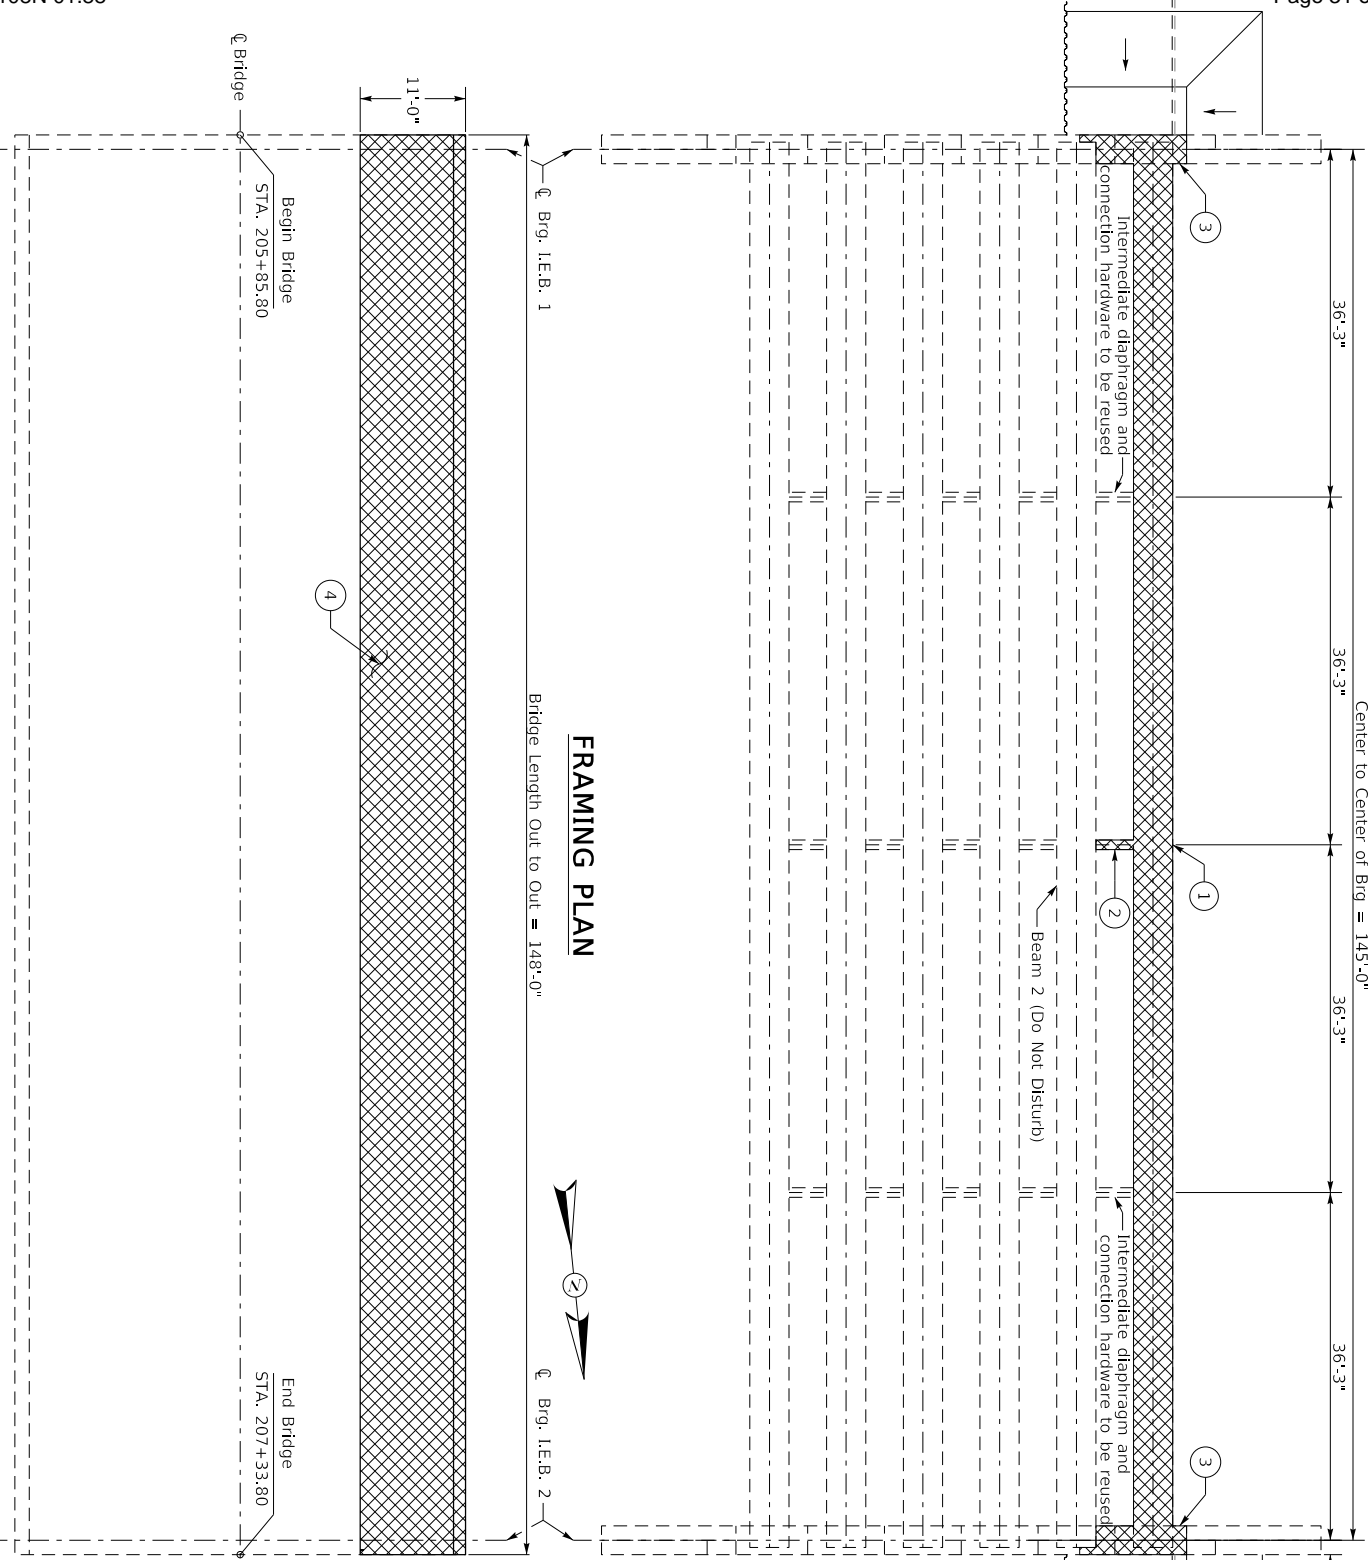 Center to Center of Brg = 145'-0"
36'-3"
36'-3"
36'-3"
36'-3"
3
1
3
Intermediate diaphragm and
connection hardware to be reused
2
Intermediate diaphragm and
connection hardware to be reused
Beam 2 (Do Not Disturb)
FRAMING PLAN
N
℄ Brg. I.E.B. 1
℄ Brg. I.E.B. 2
Bridge Length Out to Out = 148'-0"
11'-0"
4
Begin Bridge
STA. 205+85.80
End Bridge
STA. 207+33.80
℄ Bridge